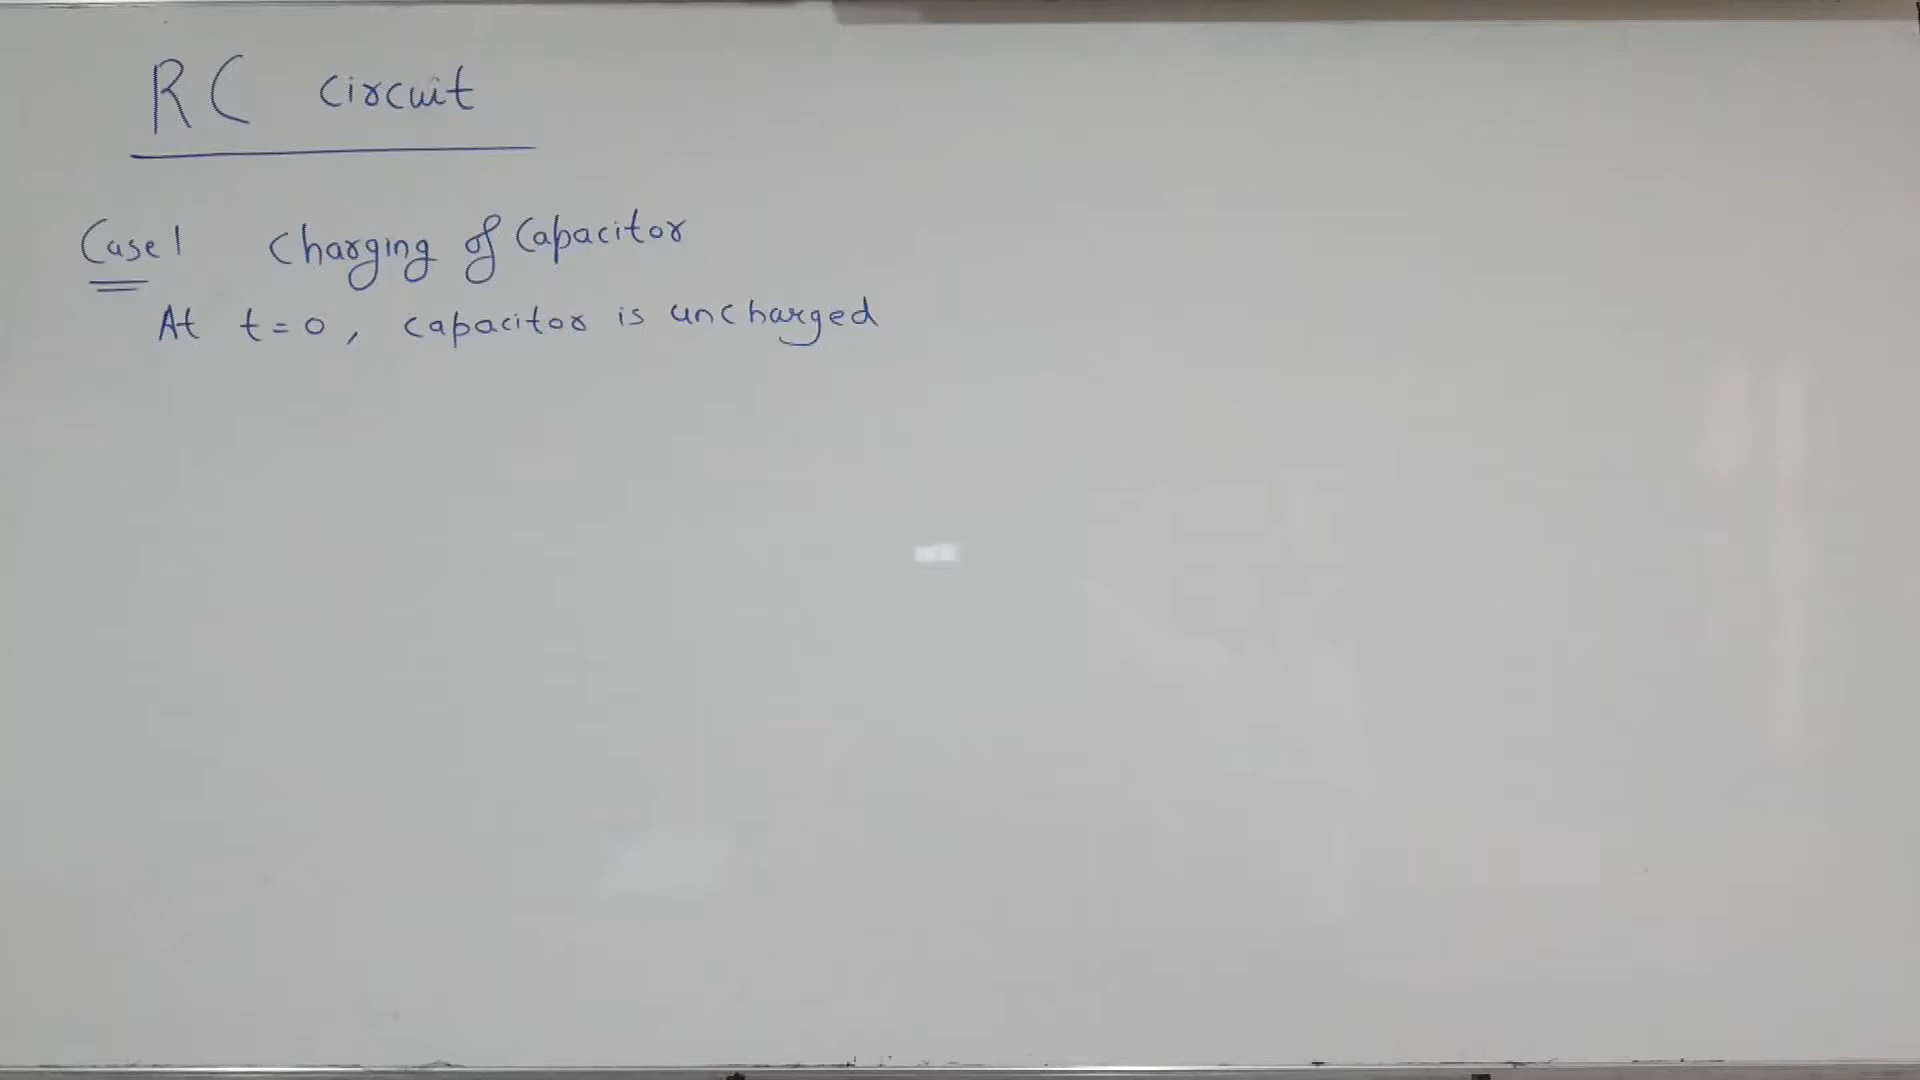 RC circuit
Case 1 Charging of Capacitor
At t = 0, capacitor is uncharged